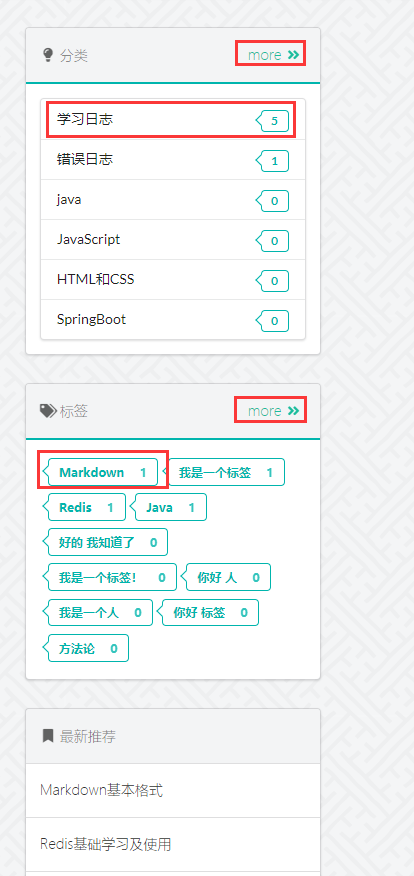 分类 more
学习日志 5
错误日志 1
java 0
JavaScript 0
HTML和CSS 0
SpringBoot 0
标签 more
Markdown 1 我是一个标签 1
Redis 1 Java 1
好的 我知道了 0
我是一个标签! 0 你好 人 0
我是一个人 0 你好 标签 0
方法论 0
最新推荐
Markdown基本格式
Redis基础学习及使用